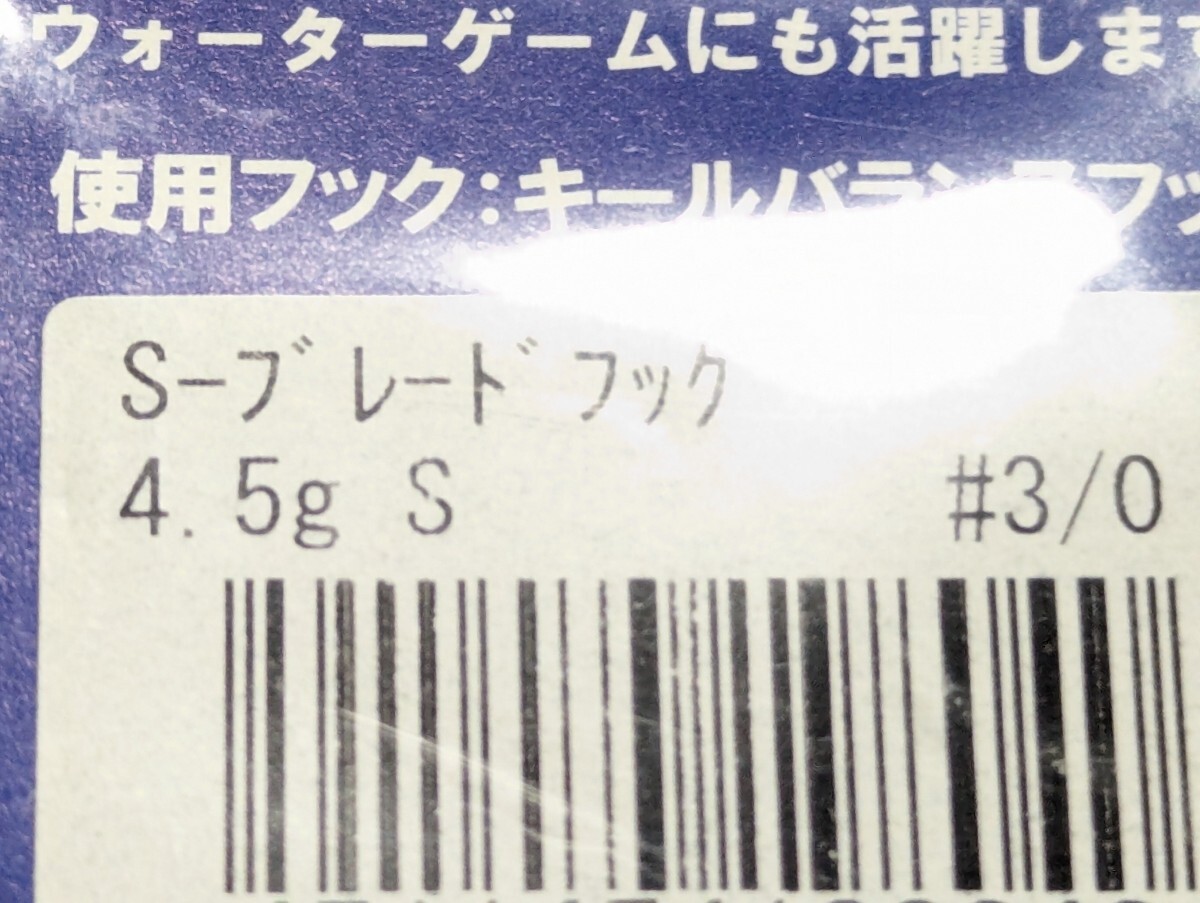 ウォーターゲームにも活躍します
使用フック:キールバランスフッ
S-ブレードフック
4.5g S #3/0